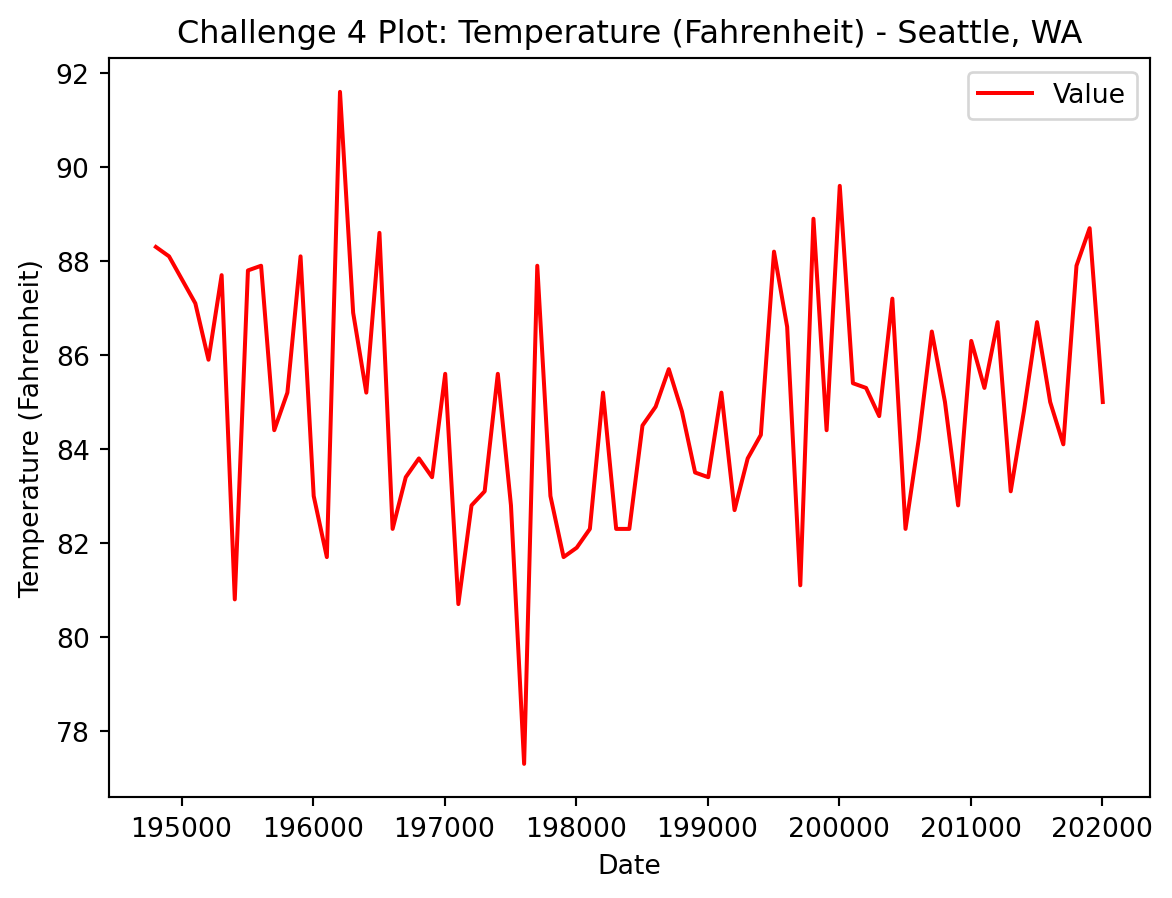 Challenge 4 Plot: Temperature (Fahrenheit) - Seattle, WA
Value
Temperature (Fahrenheit)
92
90
88
86
84
82
80
78
195000 196000 197000 198000 199000 200000 201000 202000
Date